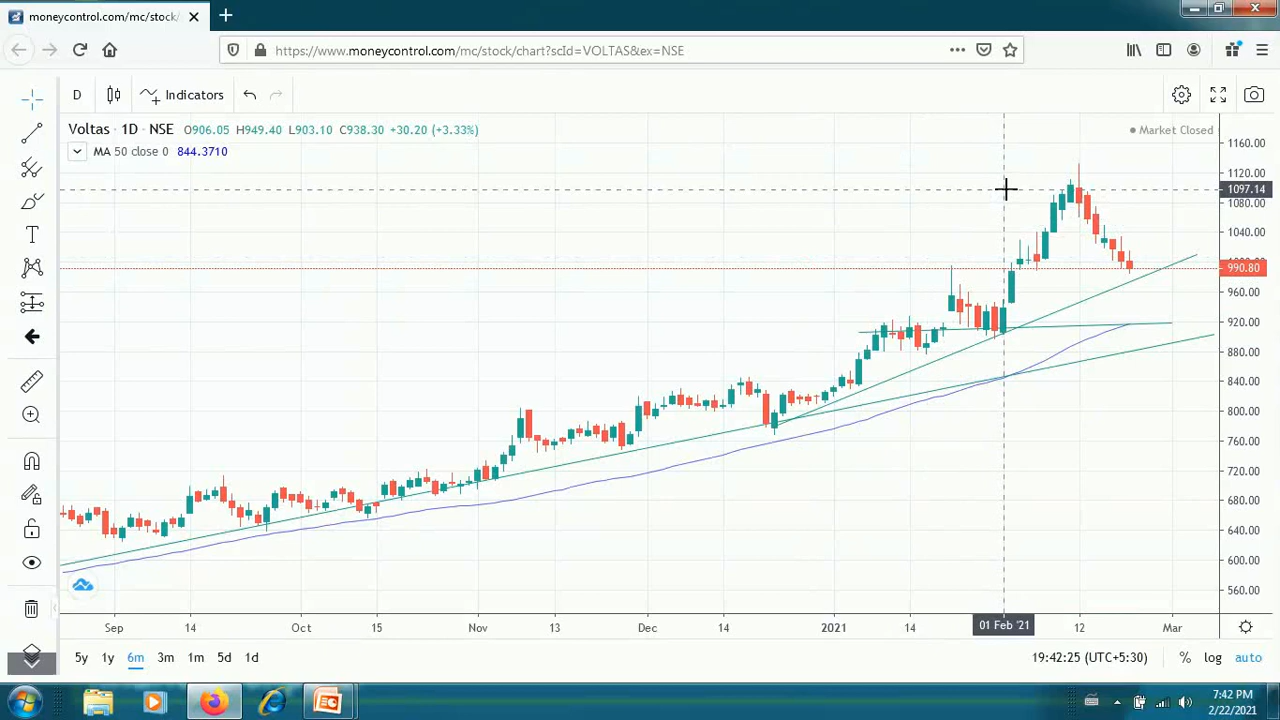 moneycontrol.com/mc/stock/
https://www.moneycontrol.com/mc/stock/chart?scId=VOLTAS&ex=NSE
D Indicators
Voltas · 1D · NSE O906.05 H949.40 L903.10 C938.30 +30.20 (+3.33%)
Market Closed
MA 50 close 0 844.3710
1160.00
1120.00
1097.14
1080.00
1040.00
990.80
960.00
920.00
880.00
840.00
800.00
760.00
720.00
680.00
640.00
600.00
560.00
Sep 14 Oct 15 Nov 13 Dec 14 2021 14 01 Feb '21 12 Mar
5y 1y 6m 3m 1m 5d 1d 19:42:25 (UTC+5:30) % log auto
7:42 PM
2/22/2021